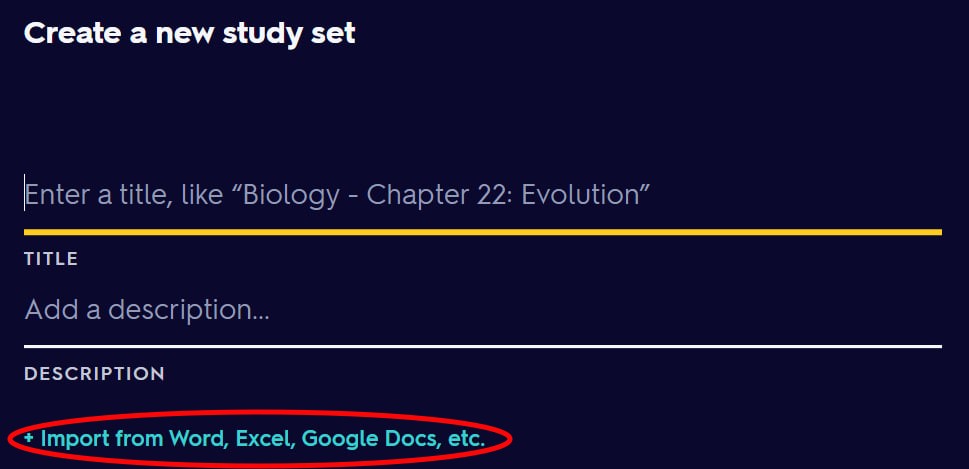 Create a new study set
Enter a title, like “Biology - Chapter 22: Evolution”
TITLE
Add a description...
DESCRIPTION
+ Import from Word, Excel, Google Docs, etc.